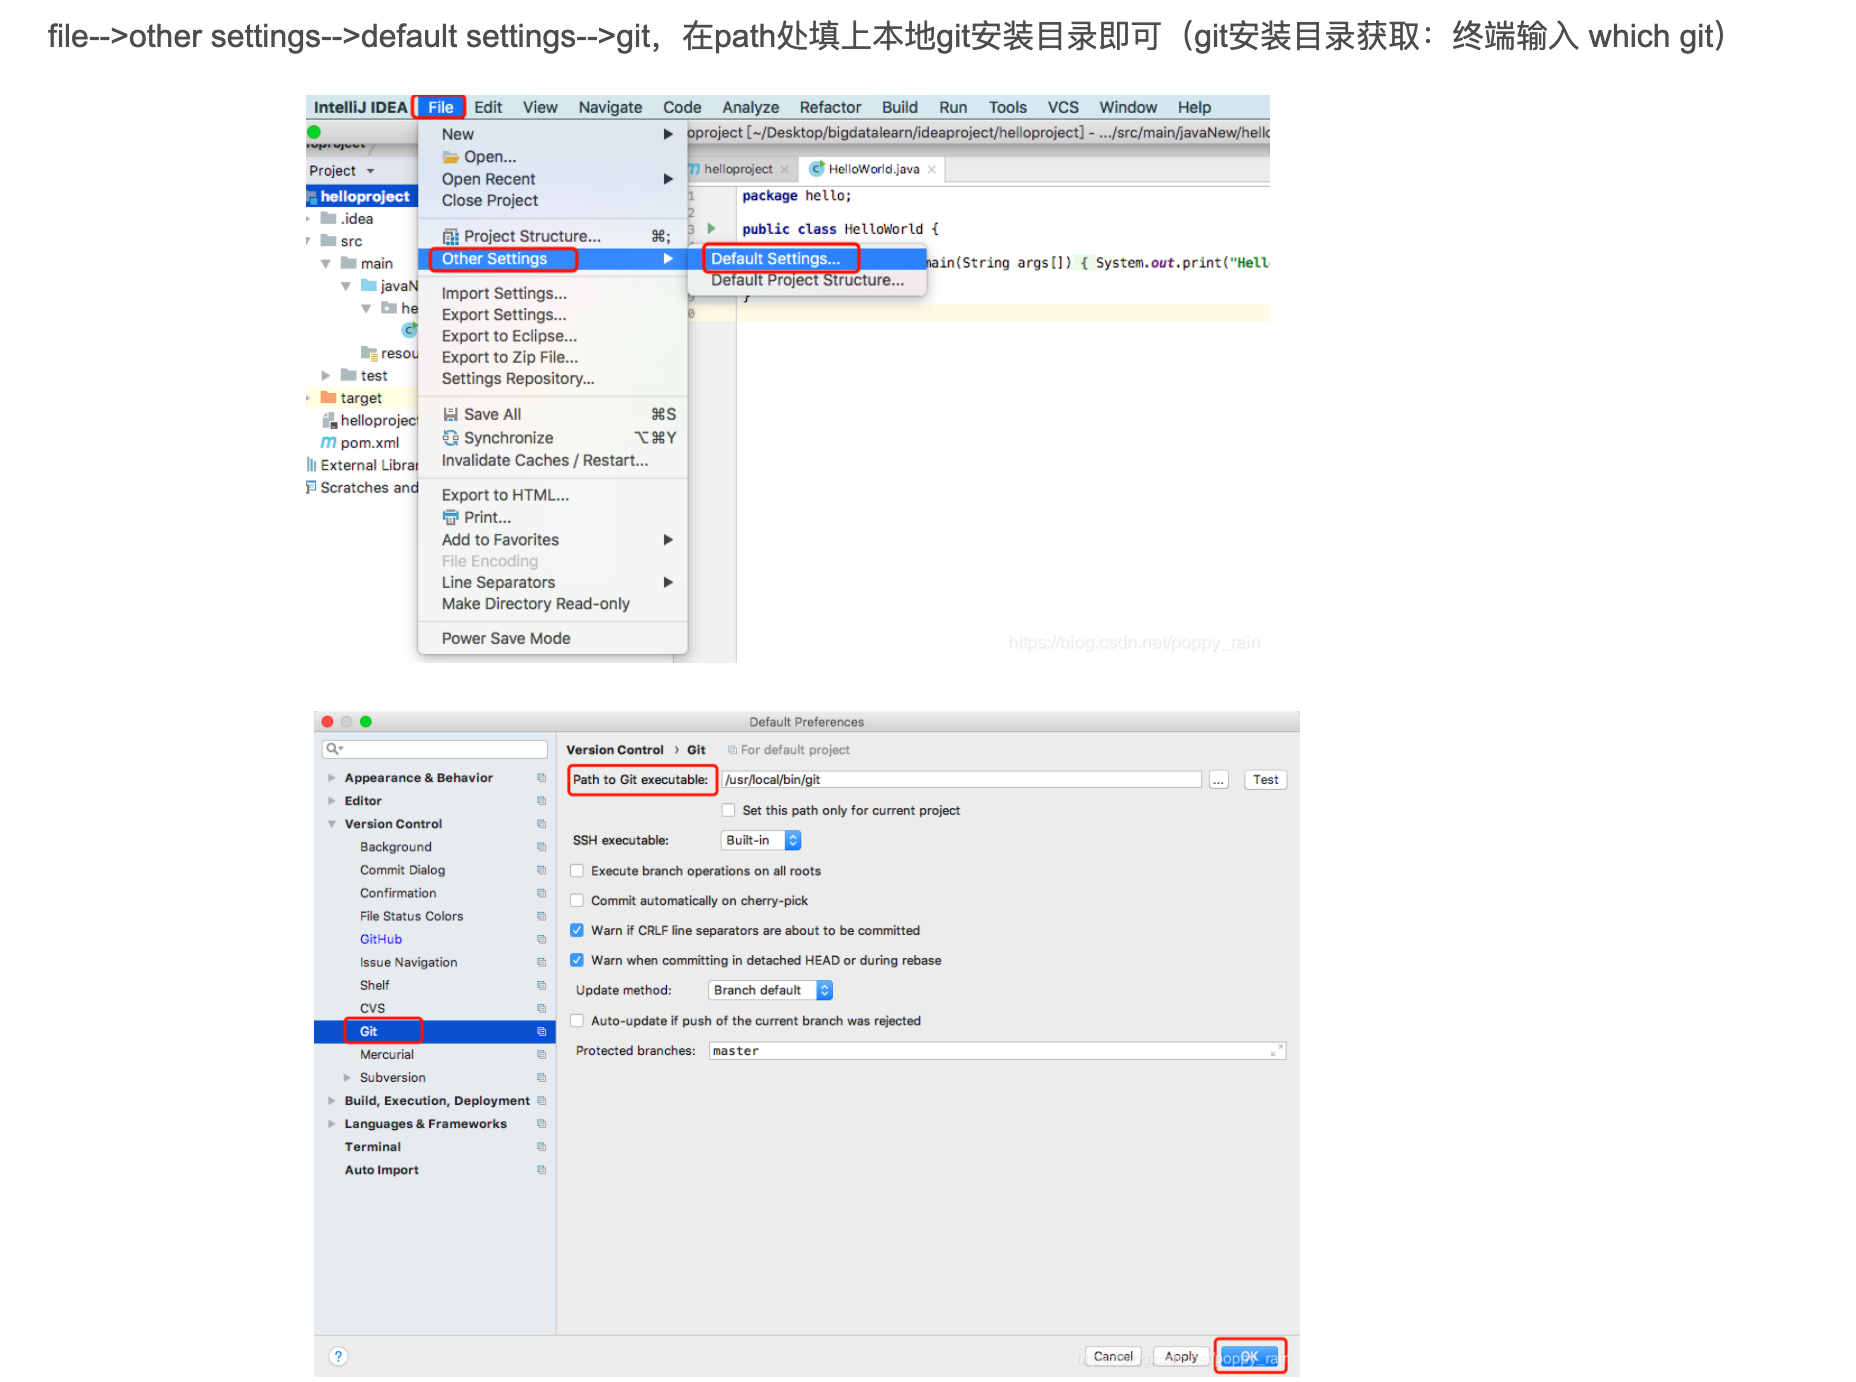 file-->other settings-->default settings-->git，在path处填上本地git安装目录即可（git安装目录获取：终端输入 which git）
IntelliJ IDEA File Edit View Navigate Code Analyze Refactor Build Run Tools VCS Window Help
oproject [~/Desktop/bigdatalearn/ideaproject/helloproject] - .../src/main/javaNew/hello
Project
helloproject
.idea
src
main
javaN
he
resou
test
target
helloprojec
pom.xml
External Librar
Scratches and
New
Open...
Open Recent
Close Project
Project Structure... ⌘;
Other Settings
Import Settings...
Export Settings...
Export to Eclipse...
Export to Zip File...
Settings Repository...
Save All ⌘S
Synchronize ⌥⌘Y
Invalidate Caches / Restart...
Export to HTML...
Print...
Add to Favorites
File Encoding
Line Separators
Make Directory Read-only
Power Save Mode
Default Settings...
Default Project Structure...
helloproject
HelloWorld.java
1 package hello;
2
3 public class HelloWorld {
main(String args[]) { System.out.print("Hell
}
https://blog.csdn.net/poppy_rain
Default Preferences
Appearance & Behavior
Editor
Version Control
Background
Commit Dialog
Confirmation
File Status Colors
GitHub
Issue Navigation
Shelf
CVS
Git
Mercurial
Subversion
Build, Execution, Deployment
Languages & Frameworks
Terminal
Auto Import
Version Control › Git For default project
Path to Git executable: /usr/local/bin/git ... Test
Set this path only for current project
SSH executable: Built-in
Execute branch operations on all roots
Commit automatically on cherry-pick
Warn if CRLF line separators are about to be committed
Warn when committing in detached HEAD or during rebase
Update method: Branch default
Auto-update if push of the current branch was rejected
Protected branches: master
? Cancel Apply OK